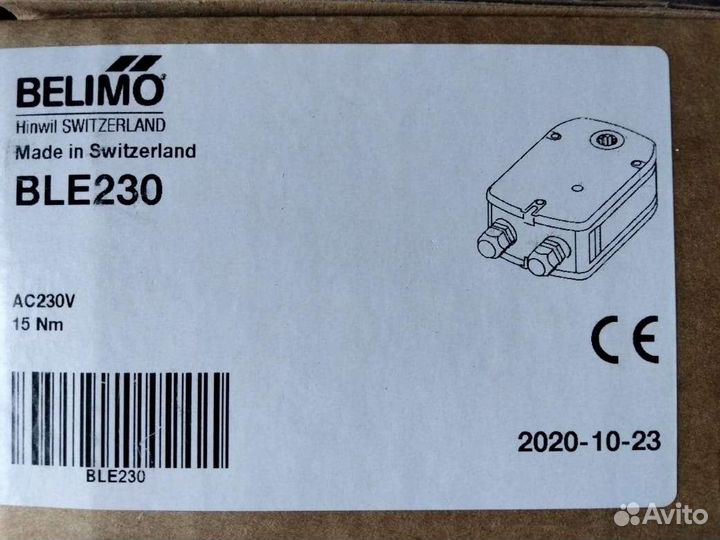 BELIMO
Hinwil SWITZERLAND
Made in Switzerland
BLE230
AC230V
15 Nm
CE
BLE230
2020-10-23
Avito